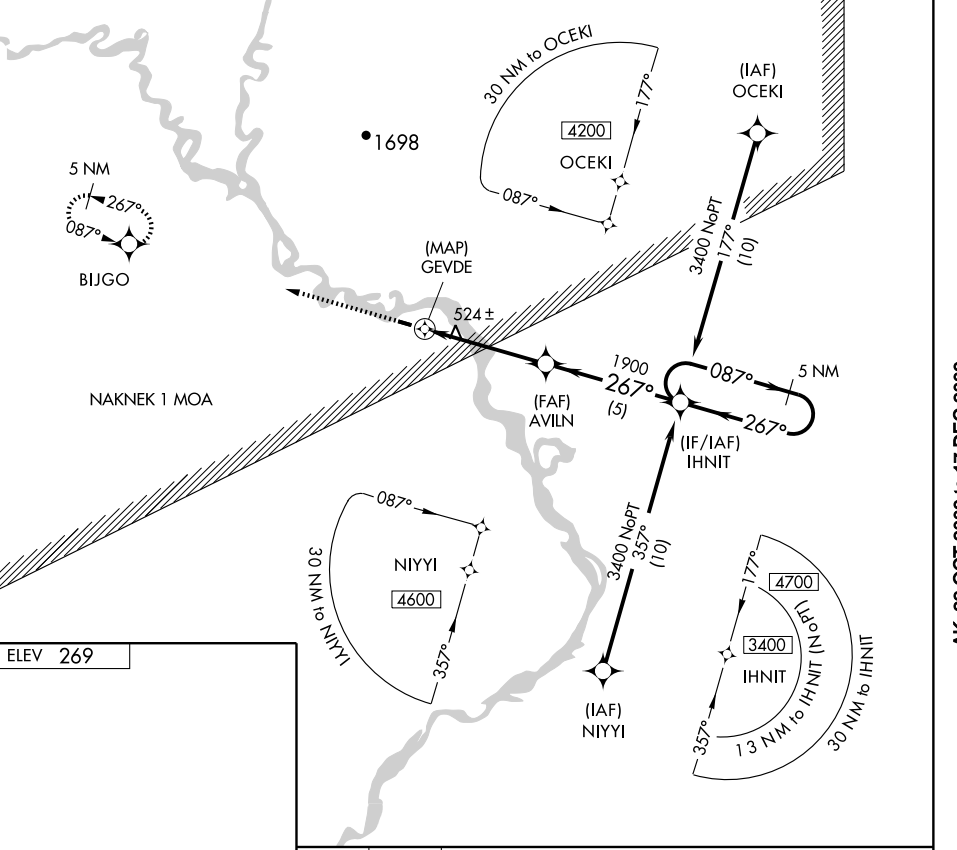 30 NM to OCEKI
177°
4200
OCEKI
087°
(IAF)
OCEKI
1698
5 NM
267°
087°
BIJGO
(MAP)
GEVDE
524±
3400 NoPT
177°
(10)
NAKNEK 1 MOA
(FAF)
AVILN
1900
267°
(5)
087°
5 NM
267°
(IF/IAF)
IHNIT
087°
NIYYI
4600
357°
30 NM to NIYYI
3400 NoPT
357°
(10)
(IAF)
NIYYI
177°
4700
3400
IHNIT
357°
13 NM to IHNIT (NoPT)
30 NM to IHNIT
ELEV 269